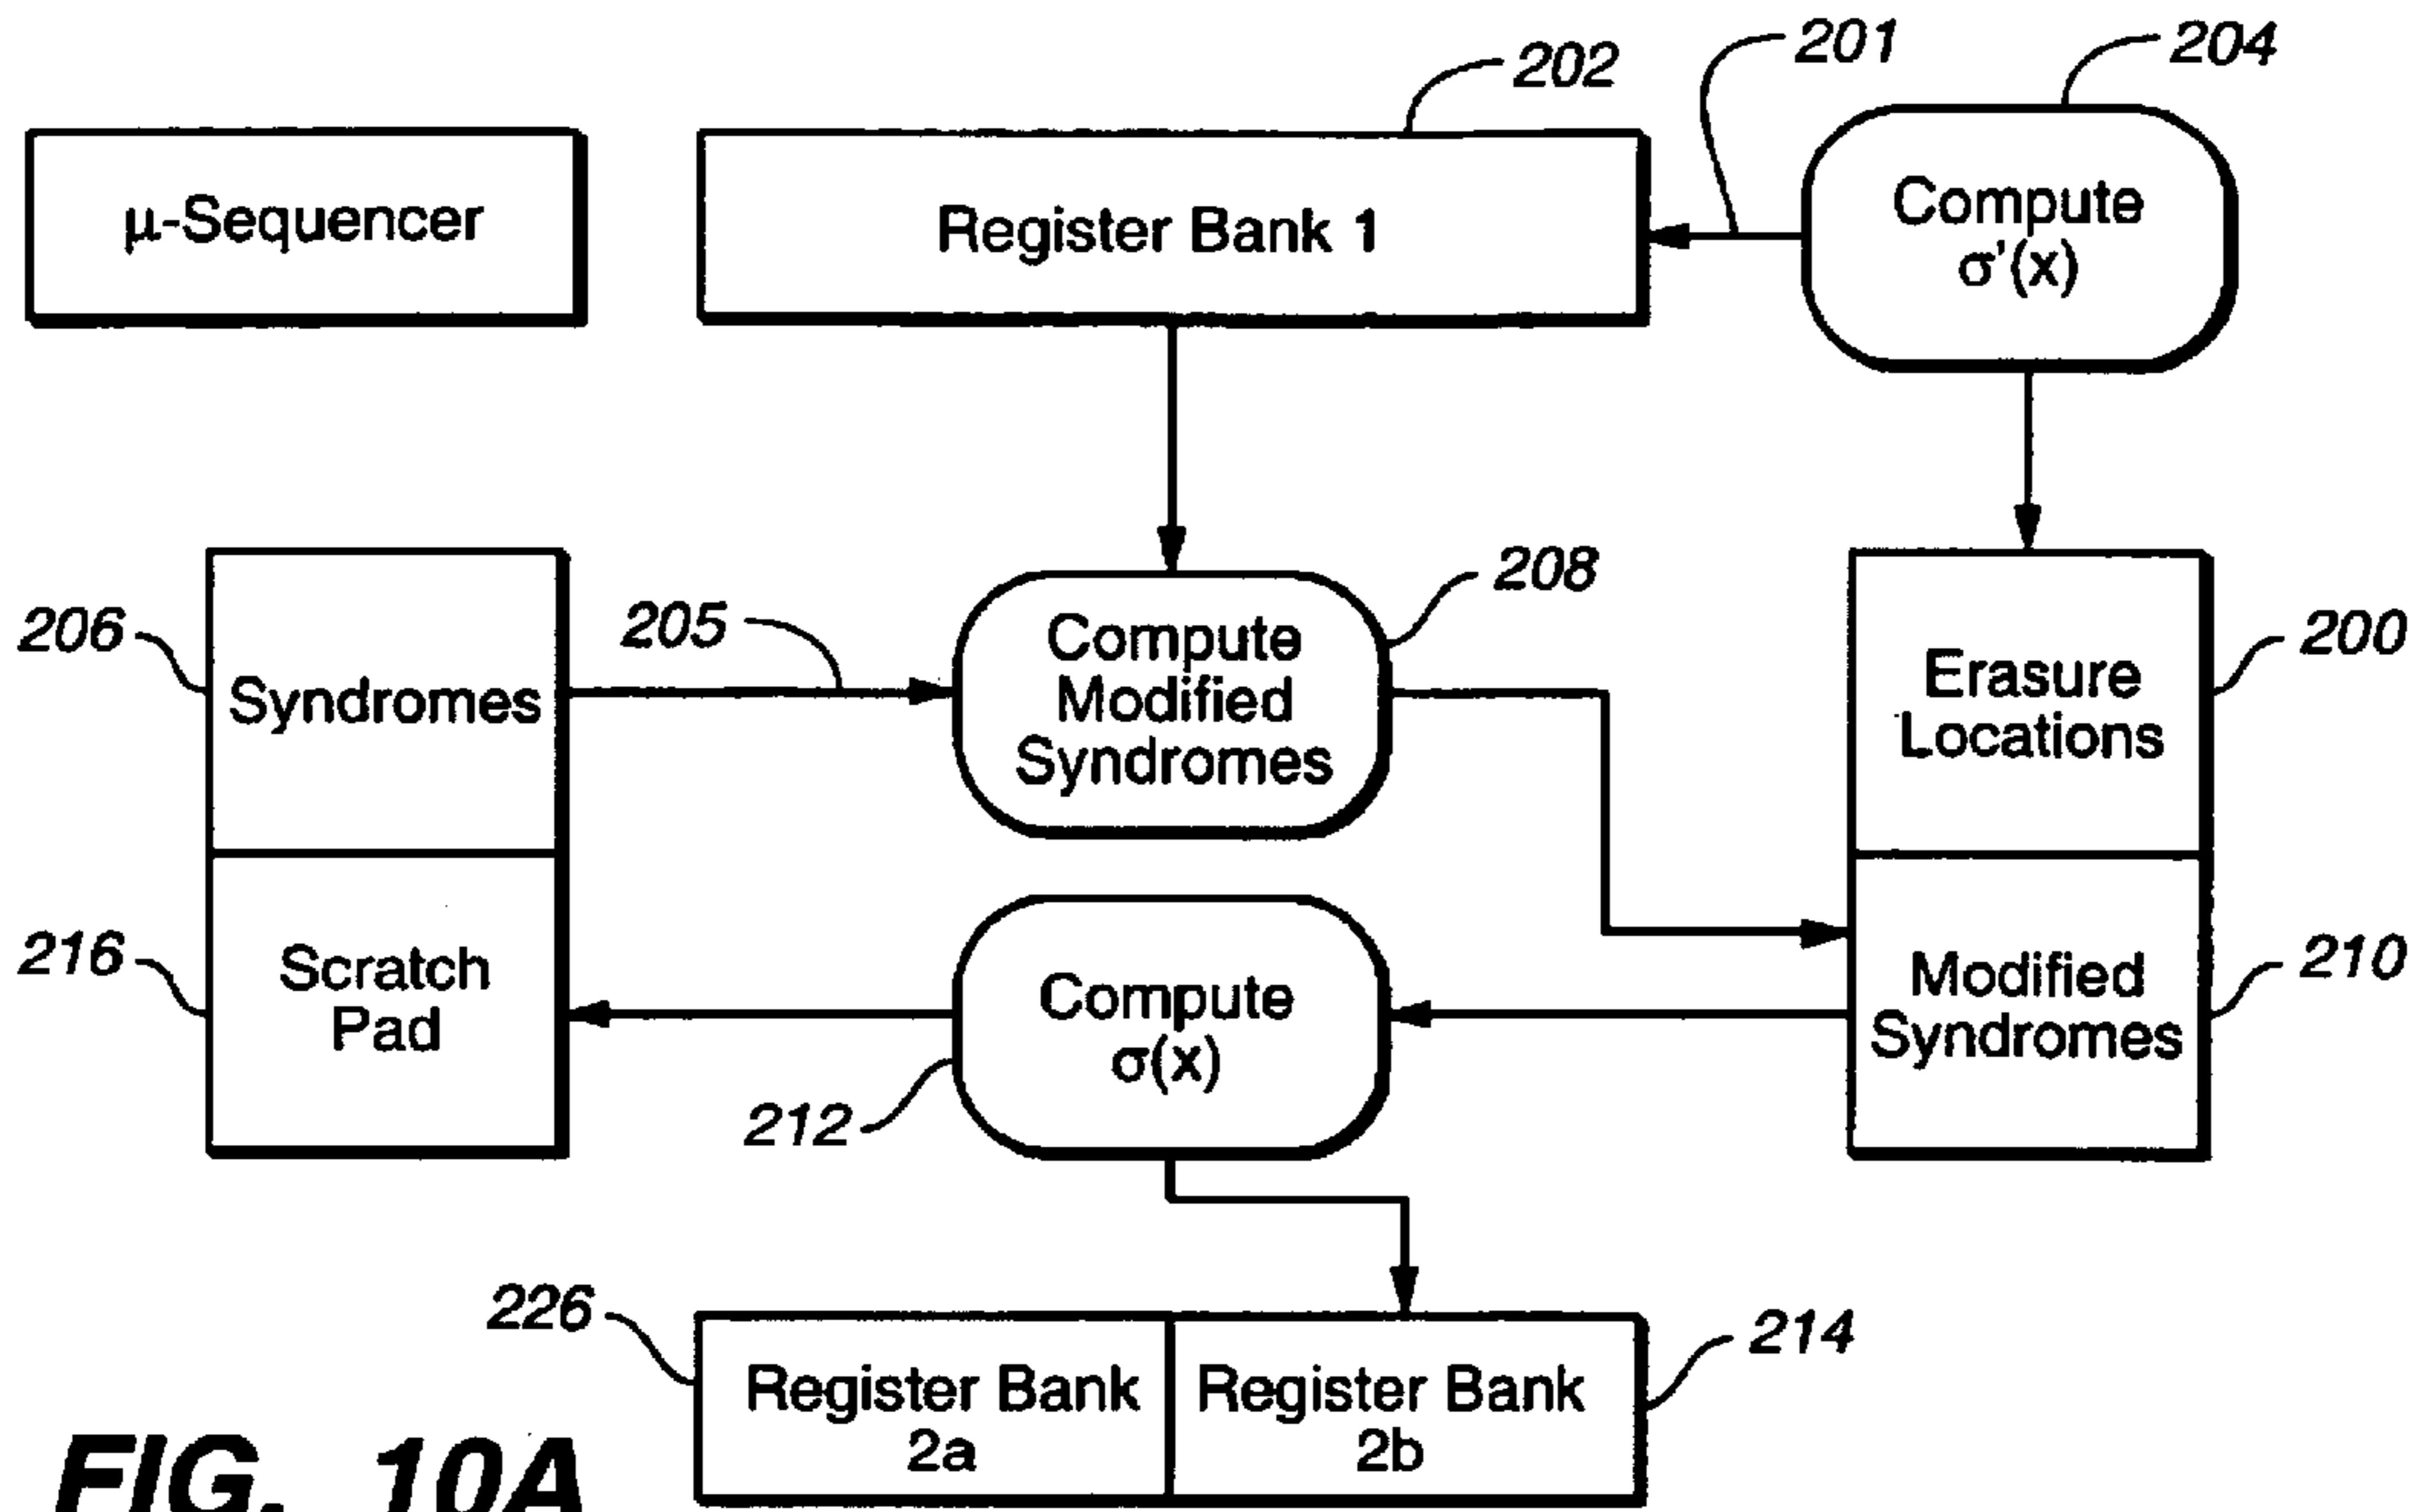 201
204
202
μ-Sequencer
Register Bank 1
Compute
σ'(x)
206
205
208
200
Syndromes
Compute
Modified
Syndromes
Erasure
Locations
216
Scratch
Pad
212
Compute
σ(x)
210
Modified
Syndromes
226
214
Register Bank
2a
Register Bank
2b
FIG. 10A